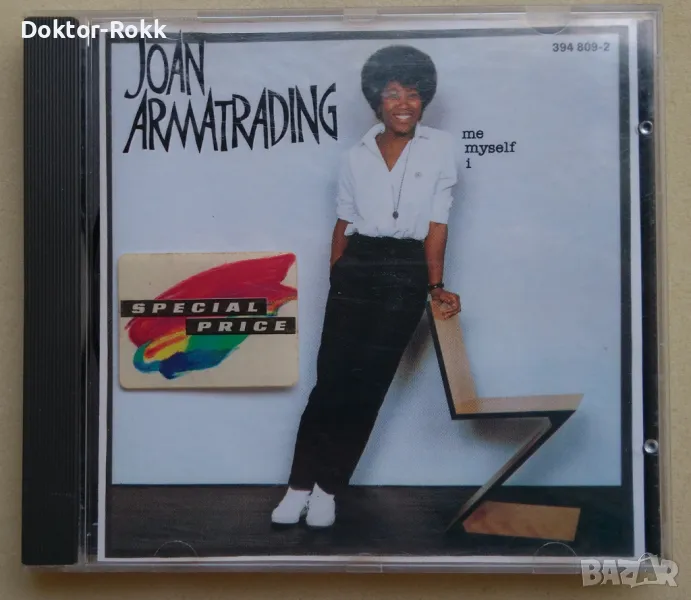 Doktor-Rokk
JOAN
ARMATRADING
394 809-2
me
myself
i
SPECIAL
PRICE
BAZAR